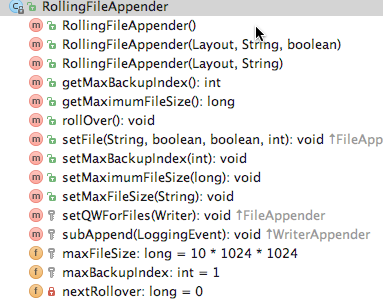 RollingFileAppender
RollingFileAppender()
RollingFileAppender(Layout, String, boolean)
RollingFileAppender(Layout, String)
getMaxBackupIndex(): int
getMaximumFileSize(): long
rollOver(): void
setFile(String, boolean, boolean, int): void ↑FileApp
setMaxBackupIndex(int): void
setMaximumFileSize(long): void
setMaxFileSize(String): void
setQWForFiles(Writer): void ↑FileAppender
subAppend(LoggingEvent): void ↑WriterAppender
maxFileSize: long = 10 * 1024 * 1024
maxBackupIndex: int = 1
nextRollover: long = 0